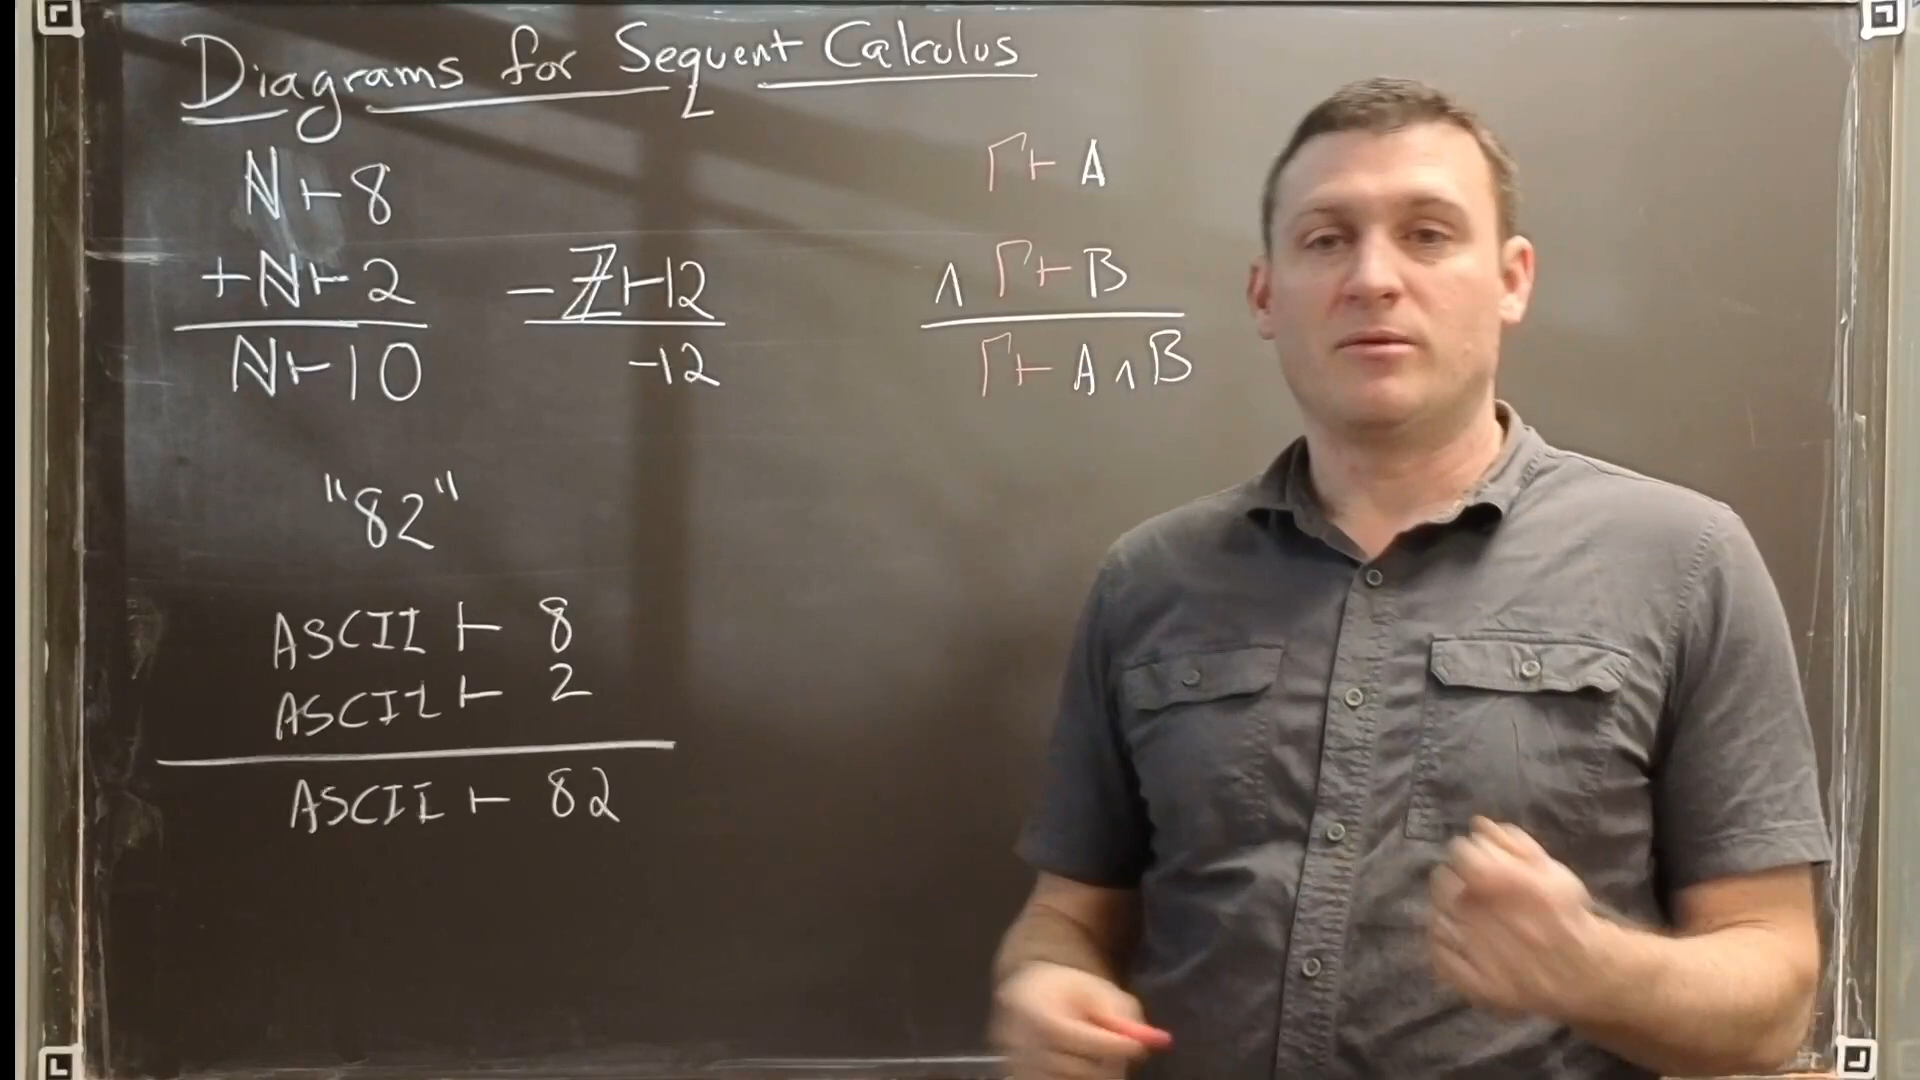 Diagrams for Sequent Calculus
ℕ ⊢ 8
+ ℕ ⊢ 2
ℕ ⊢ 10
- ℤ ⊢ 12
-12
Γ ⊢ A
∧ Γ ⊢ B
Γ ⊢ A ∧ B
"82"
ASCII ⊢ 8
ASCII ⊢ 2
ASCII ⊢ 82